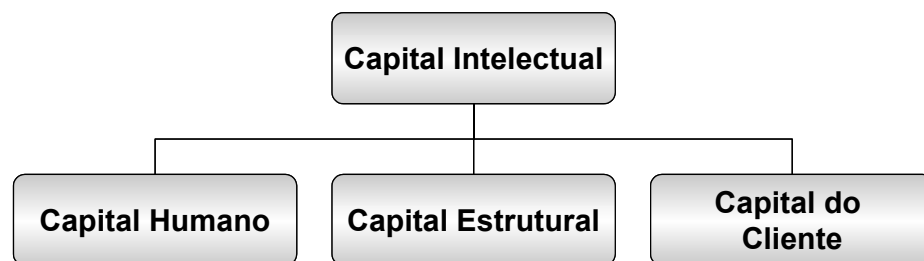 Capital Intelectual
Capital Humano
Capital Estrutural
Capital do
Cliente